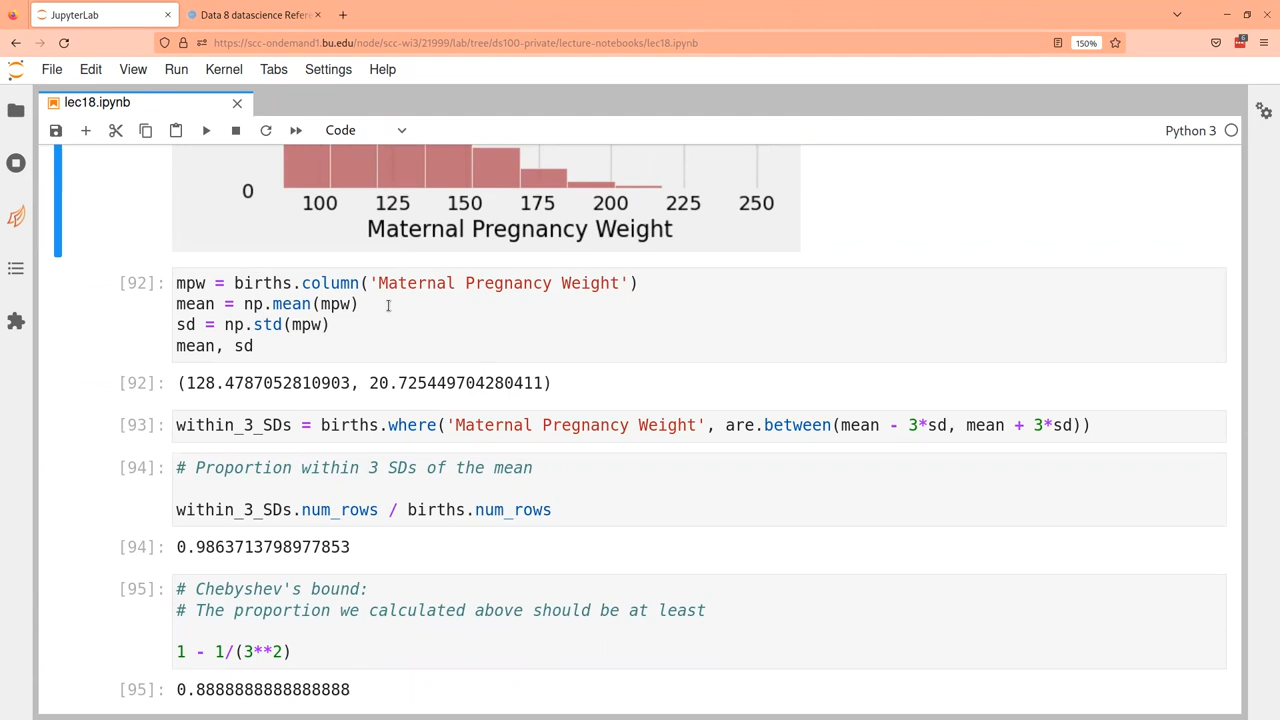 JupyterLab
Data 8 datascience Refere
https://scc-ondemand1.bu.edu/node/scc-wi3/21999/lab/tree/ds100-private/lecture-notebooks/lec18.ipynb
150%
6
File Edit View Run Kernel Tabs Settings Help
lec18.ipynb
Code
Python 3
0
100 125 150 175 200 225 250
Maternal Pregnancy Weight
[92]: mpw = births.column('Maternal Pregnancy Weight')
mean = np.mean(mpw)
sd = np.std(mpw)
mean, sd
[92]: (128.4787052810903, 20.725449704280411)
[93]: within_3_SDs = births.where('Maternal Pregnancy Weight', are.between(mean - 3*sd, mean + 3*sd))
[94]: # Proportion within 3 SDs of the mean
within_3_SDs.num_rows / births.num_rows
[94]: 0.9863713798977853
[95]: # Chebyshev's bound:
# The proportion we calculated above should be at least
1 - 1/(3**2)
[95]: 0.8888888888888888